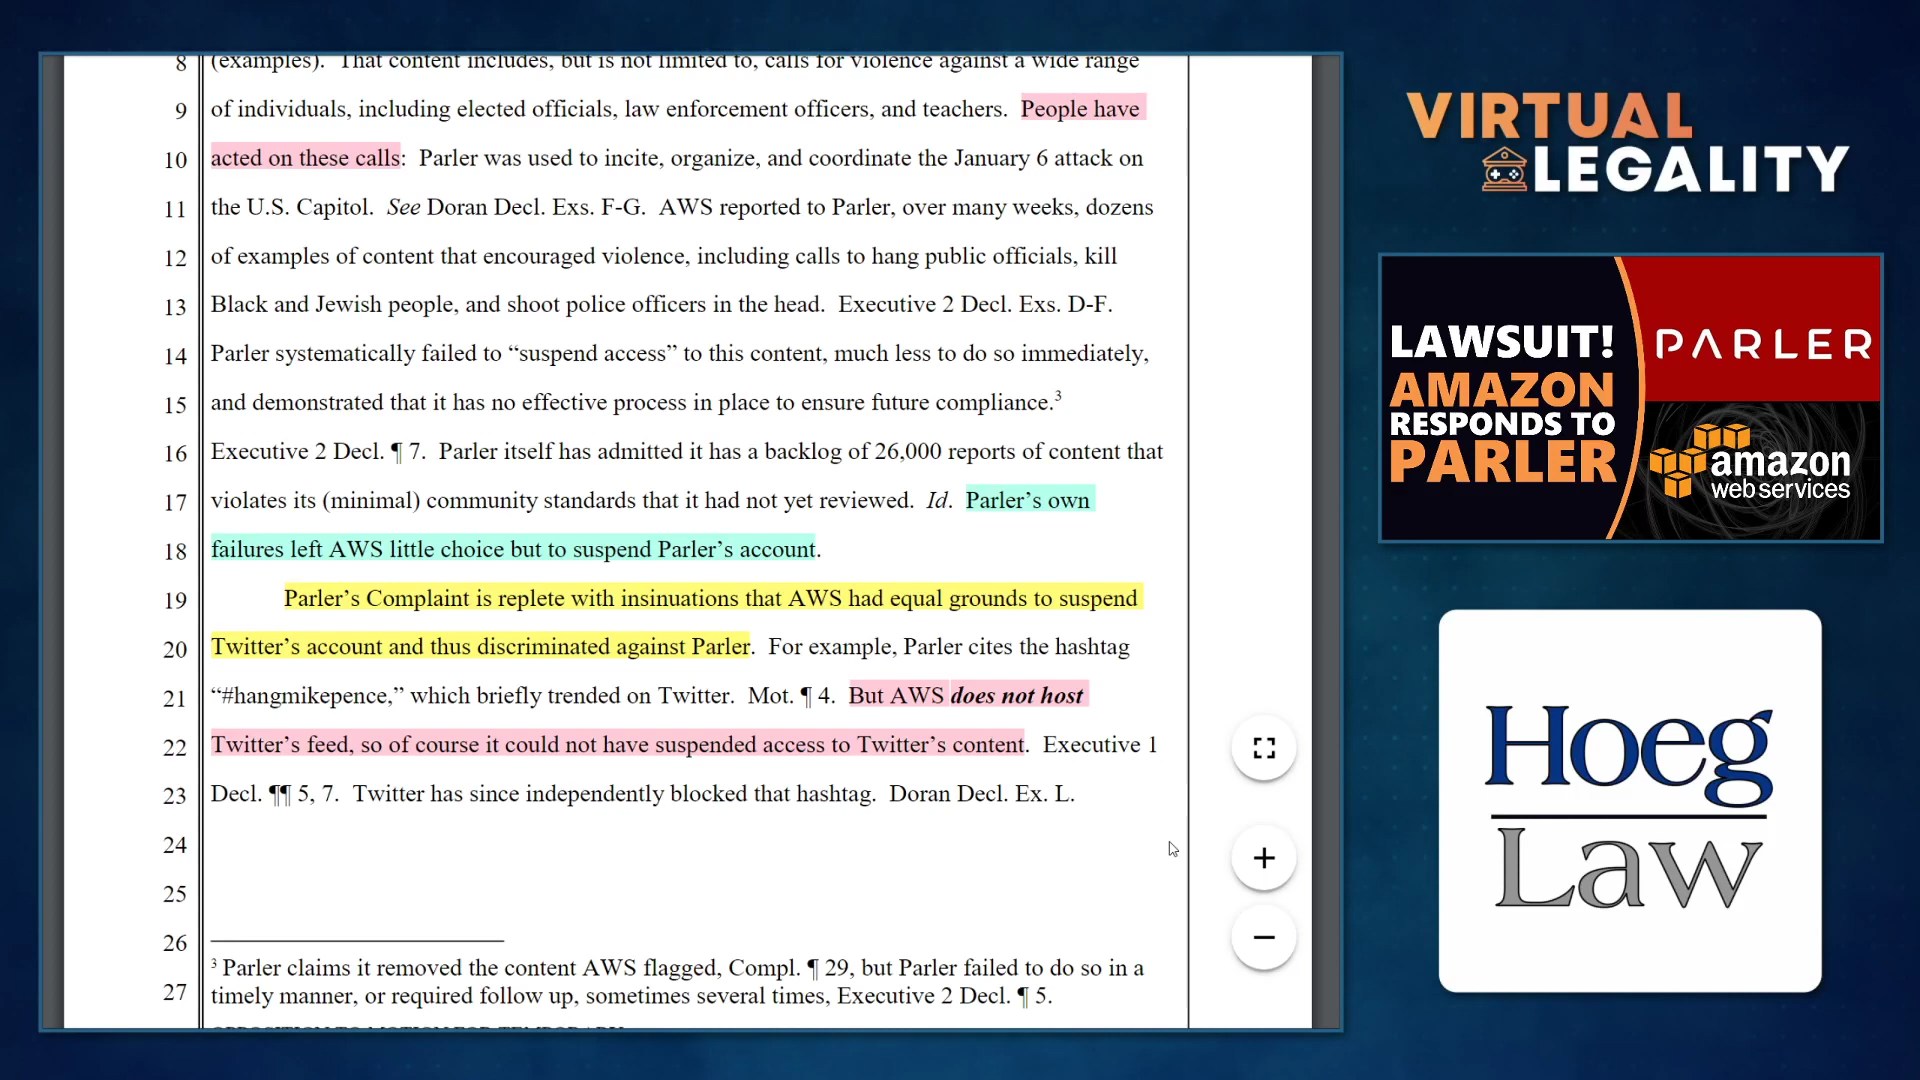 8 (examples). That content includes, but is not limited to, calls for violence against a wide range
9 of individuals, including elected officials, law enforcement officers, and teachers. People have
10 acted on these calls: Parler was used to incite, organize, and coordinate the January 6 attack on
11 the U.S. Capitol. See Doran Decl. Exs. F-G. AWS reported to Parler, over many weeks, dozens
12 of examples of content that encouraged violence, including calls to hang public officials, kill
13 Black and Jewish people, and shoot police officers in the head. Executive 2 Decl. Exs. D-F.
14 Parler systematically failed to “suspend access” to this content, much less to do so immediately,
15 and demonstrated that it has no effective process in place to ensure future compliance.3
16 Executive 2 Decl. ¶ 7. Parler itself has admitted it has a backlog of 26,000 reports of content that
17 violates its (minimal) community standards that it had not yet reviewed. Id. Parler’s own
18 failures left AWS little choice but to suspend Parler’s account.
19 Parler’s Complaint is replete with insinuations that AWS had equal grounds to suspend
20 Twitter’s account and thus discriminated against Parler. For example, Parler cites the hashtag
21 “#hangmikepence,” which briefly trended on Twitter. Mot. ¶ 4. But AWS does not host
22 Twitter’s feed, so of course it could not have suspended access to Twitter’s content. Executive 1
23 Decl. ¶¶ 5, 7. Twitter has since independently blocked that hashtag. Doran Decl. Ex. L.
24
25
26
3 Parler claims it removed the content AWS flagged, Compl. ¶ 29, but Parler failed to do so in a
27 timely manner, or required follow up, sometimes several times, Executive 2 Decl. ¶ 5.
OPPOSITION TO MOTION FOR TEMPORARY
VIRTUAL
LEGALITY
LAWSUIT!
AMAZON
RESPONDS TO
PARLER
PARLER
amazon
webservices
Hoeg
Law